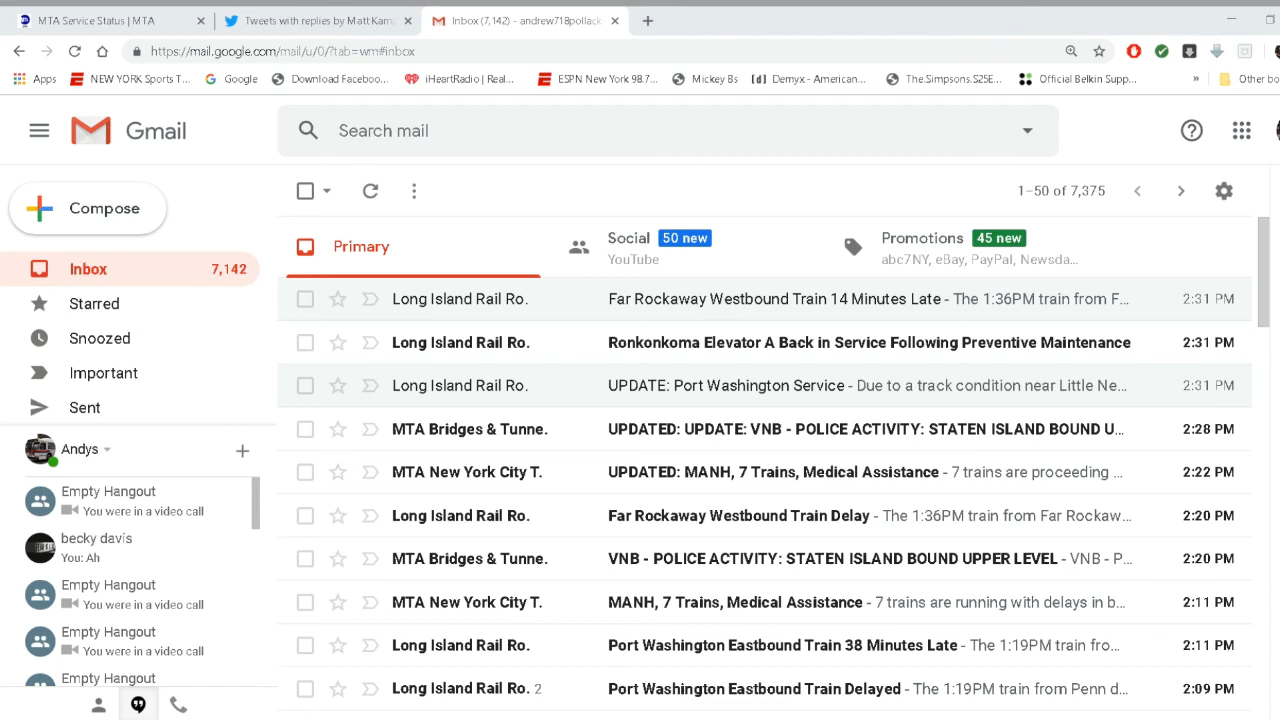 MTA Service Status | MTA
Tweets with replies by Matt Kamp
Inbox (7,142) - andrew718pollack
https://mail.google.com/mail/u/0/?tab=wm#inbox
Apps
NEW YORK Sports T...
Google
Download Faceboo...
iHeartRadio | Real...
ESPN New York 98.7...
Mickey Bs
[d] Demyx - American...
The.Simpsons.S25E...
Official Belkin Supp...
»
Other bo
Gmail
Search mail
Compose
1–50 of 7,375
Inbox 7,142
Starred
Snoozed
Important
Sent
Andys
Empty Hangout
You were in a video call
becky davis
You: Ah
Empty Hangout
You were in a video call
Empty Hangout
You were in a video call
Empty Hangout
Primary
Social 50 new
YouTube
Promotions 45 new
abc7NY, eBay, PayPal, Newsda...
Long Island Rail Ro. Far Rockaway Westbound Train 14 Minutes Late - The 1:36PM train from F... 2:31 PM
Long Island Rail Ro. Ronkonkoma Elevator A Back in Service Following Preventive Maintenance 2:31 PM
Long Island Rail Ro. UPDATE: Port Washington Service - Due to a track condition near Little Ne... 2:31 PM
MTA Bridges & Tunne. UPDATED: UPDATE: VNB - POLICE ACTIVITY: STATEN ISLAND BOUND U... 2:28 PM
MTA New York City T. UPDATED: MANH, 7 Trains, Medical Assistance - 7 trains are proceeding ... 2:22 PM
Long Island Rail Ro. Far Rockaway Westbound Train Delay - The 1:36PM train from Far Rockaw... 2:20 PM
MTA Bridges & Tunne. VNB - POLICE ACTIVITY: STATEN ISLAND BOUND UPPER LEVEL - VNB - P... 2:20 PM
MTA New York City T. MANH, 7 Trains, Medical Assistance - 7 trains are running with delays in b... 2:11 PM
Long Island Rail Ro. Port Washington Eastbound Train 38 Minutes Late - The 1:19PM train fro... 2:11 PM
Long Island Rail Ro. 2 Port Washington Eastbound Train Delayed - The 1:19PM train from Penn d... 2:09 PM